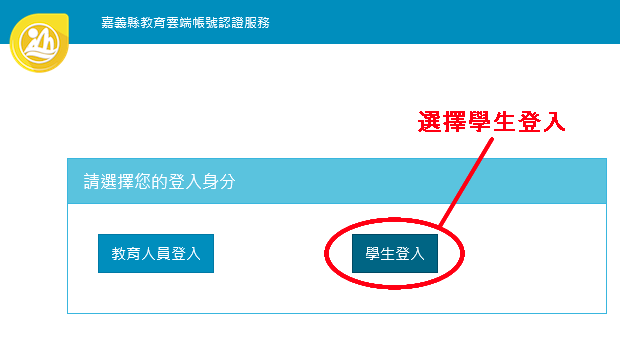 嘉義縣教育雲端帳號認證服務
選擇學生登入
請選擇您的登入身分
教育人員登入
學生登入